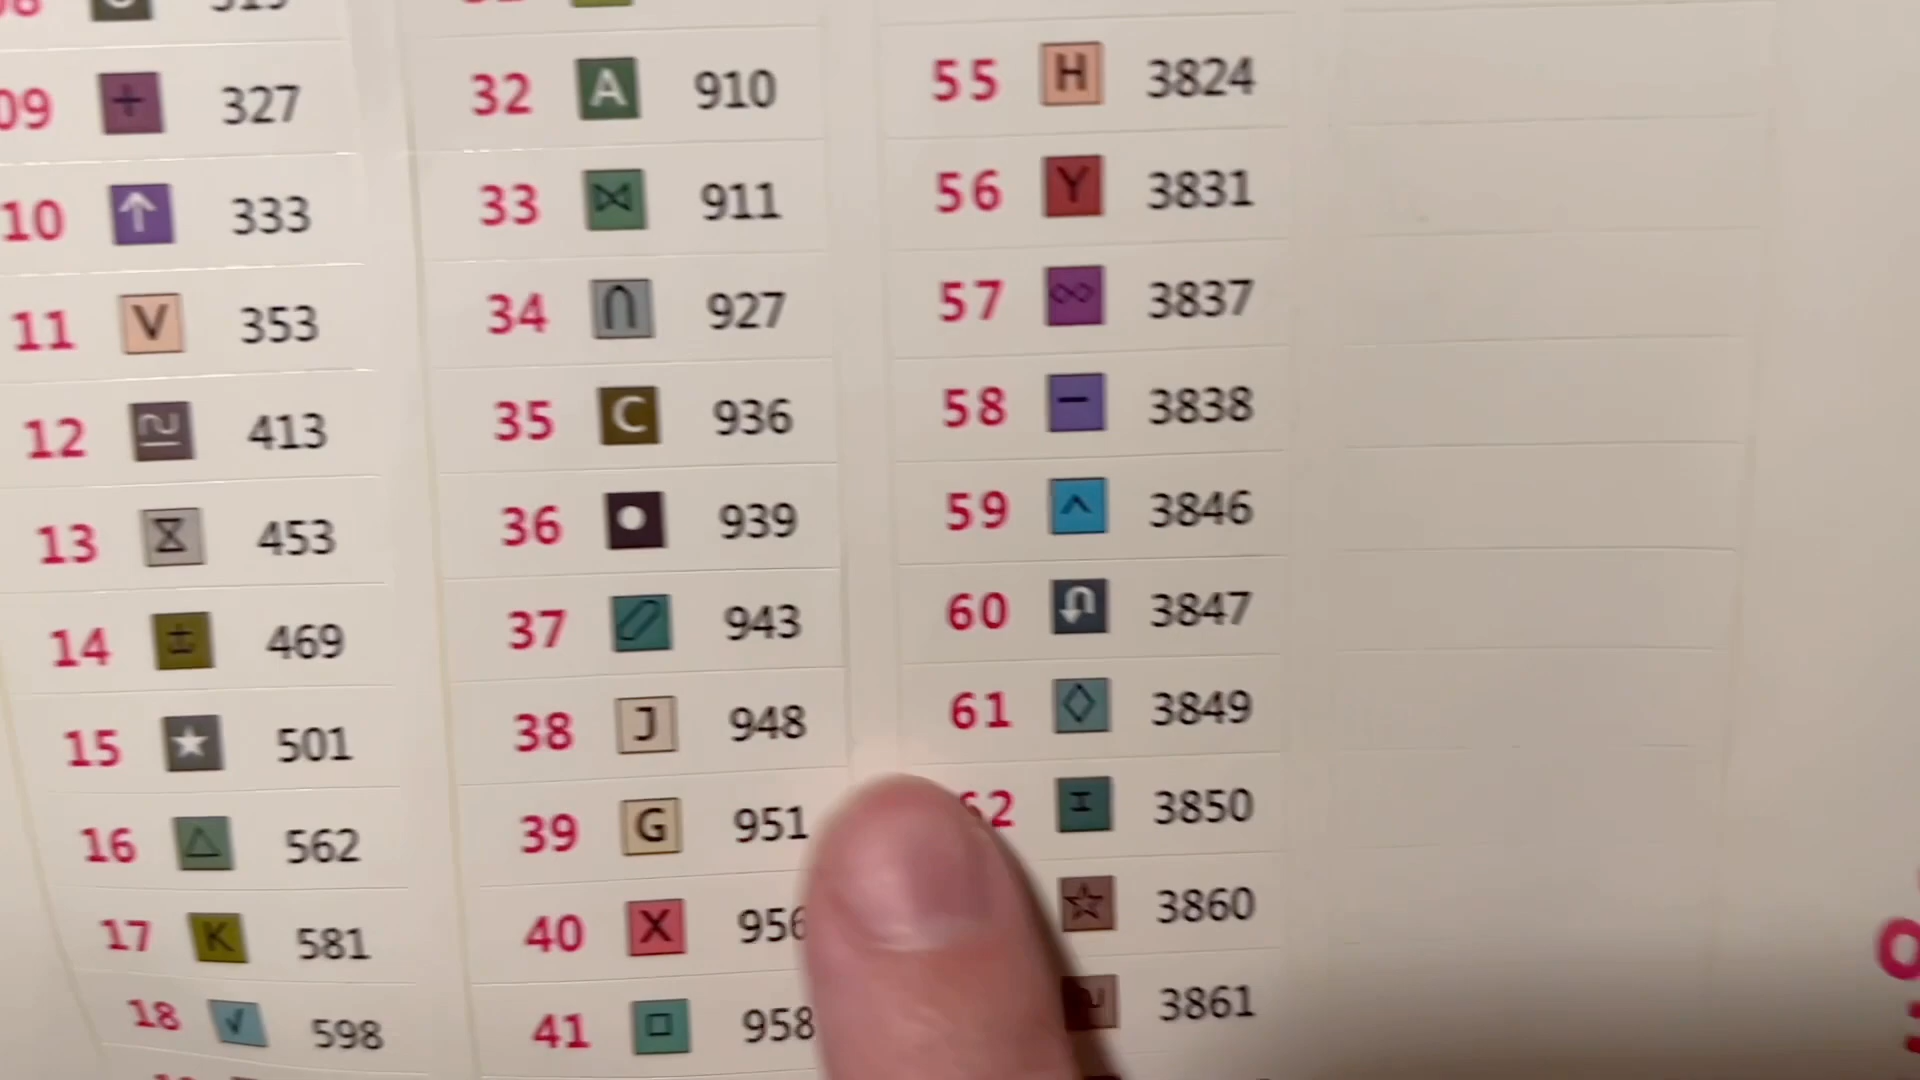 09 + 327
10 ↑ 333
11 V 353
12 413
13 453
14 ± 469
15 ★ 501
16 △ 562
17 K 581
18 √ 598
32 A 910
33 ⋈ 911
34 ∩ 927
35 C 936
36 ● 939
37 943
38 J 948
39 G 951
40 X 956
41 □ 958
55 H 3824
56 Y 3831
57 ∞ 3837
58 − 3838
59 ^ 3846
60 3847
61 ◇ 3849
62 I 3850
☆ 3860
3861